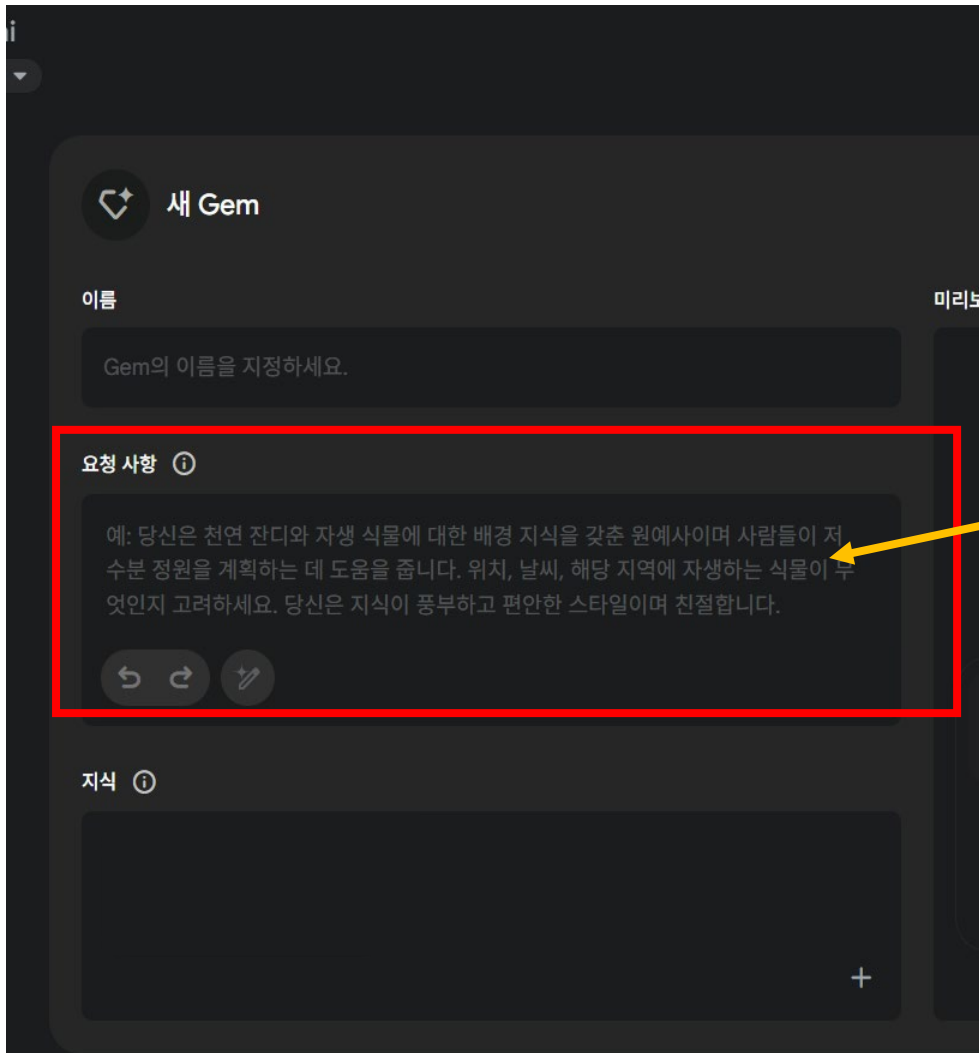 새 Gem
이름
미리보
Gem의 이름을 지정하세요.
요청 사항
예: 당신은 천연 잔디와 자생 식물에 대한 배경 지식을 갖춘 원예사이며 사람들이 저
수분 정원을 계획하는 데 도움을 줍니다. 위치, 날씨, 해당 지역에 자생하는 식물이 무
엇인지 고려하세요. 당신은 지식이 풍부하고 편안한 스타일이며 친절합니다.
지식